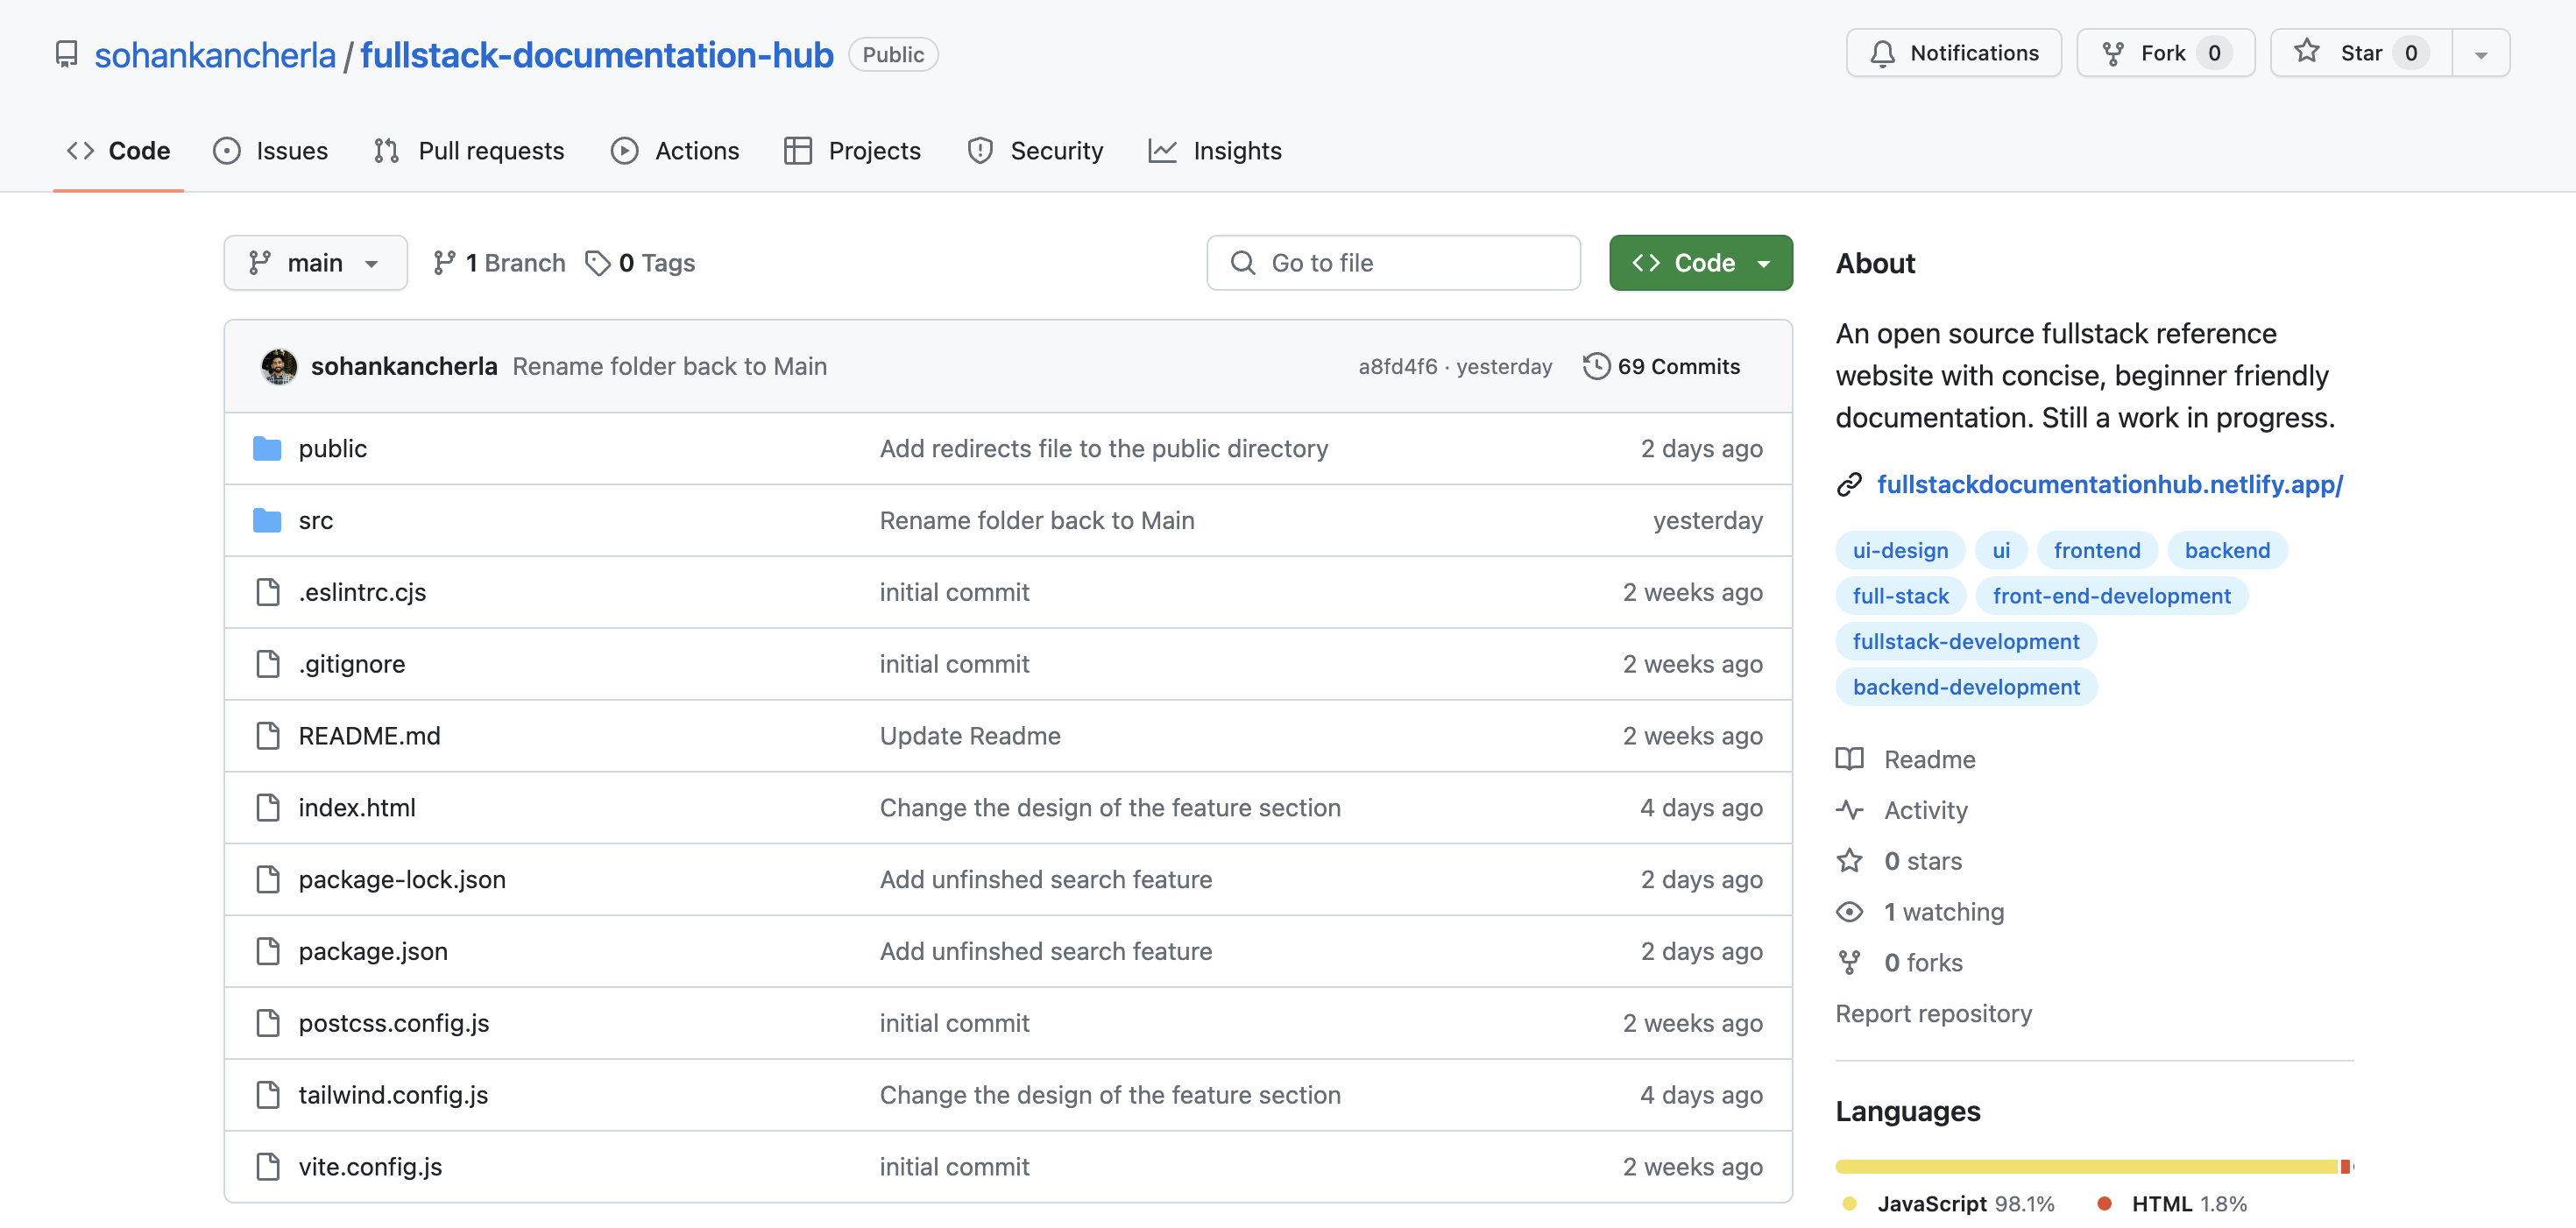 sohankancherla / fullstack-documentation-hub Public
Notifications Fork 0 Star 0
Code Issues Pull requests Actions Projects Security Insights
main 1 Branch 0 Tags Go to file Code
sohankancherla Rename folder back to Main a8fd4f6 · yesterday 69 Commits
public Add redirects file to the public directory 2 days ago
src Rename folder back to Main yesterday
.eslintrc.cjs initial commit 2 weeks ago
.gitignore initial commit 2 weeks ago
README.md Update Readme 2 weeks ago
index.html Change the design of the feature section 4 days ago
package-lock.json Add unfinshed search feature 2 days ago
package.json Add unfinshed search feature 2 days ago
postcss.config.js initial commit 2 weeks ago
tailwind.config.js Change the design of the feature section 4 days ago
vite.config.js initial commit 2 weeks ago
About
An open source fullstack reference
website with concise, beginner friendly
documentation. Still a work in progress.
fullstackdocumentationhub.netlify.app/
ui-design ui frontend backend
full-stack front-end-development
fullstack-development
backend-development
Readme
Activity
0 stars
1 watching
0 forks
Report repository
Languages
JavaScript 98.1% HTML 1.8%